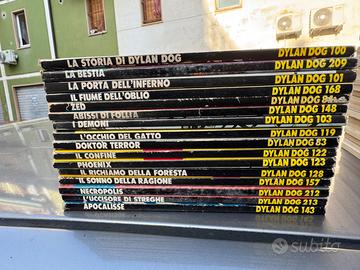 LA STORIA DI DYLAN DOG DYLAN DOG 100
LA BESTIA DYLAN DOG 209
LA PORTA DELL'INFERNO DYLAN DOG 101
IL FIUME DELL'OBLIO DYLAN DOG 168
ZED DYLAN DOG 84
ABISSI DI FOLLIA DYLAN DOG 148
I DEMONI DYLAN DOG 103
L'OCCHIO DEL GATTO DYLAN DOG 119
DOKTOR TERROR DYLAN DOG 83
IL CONFINE DYLAN DOG 122
PHOENIX DYLAN DOG 123
IL RICHIAMO DELLA FORESTA DYLAN DOG 128
IL SONNO DELLA RAGIONE DYLAN DOG 157
NECROPOLIS DYLAN DOG 212
L'UCCISORE DI STREGHE DYLAN DOG 213
APOCALISSE DYLAN DOG 143
subito